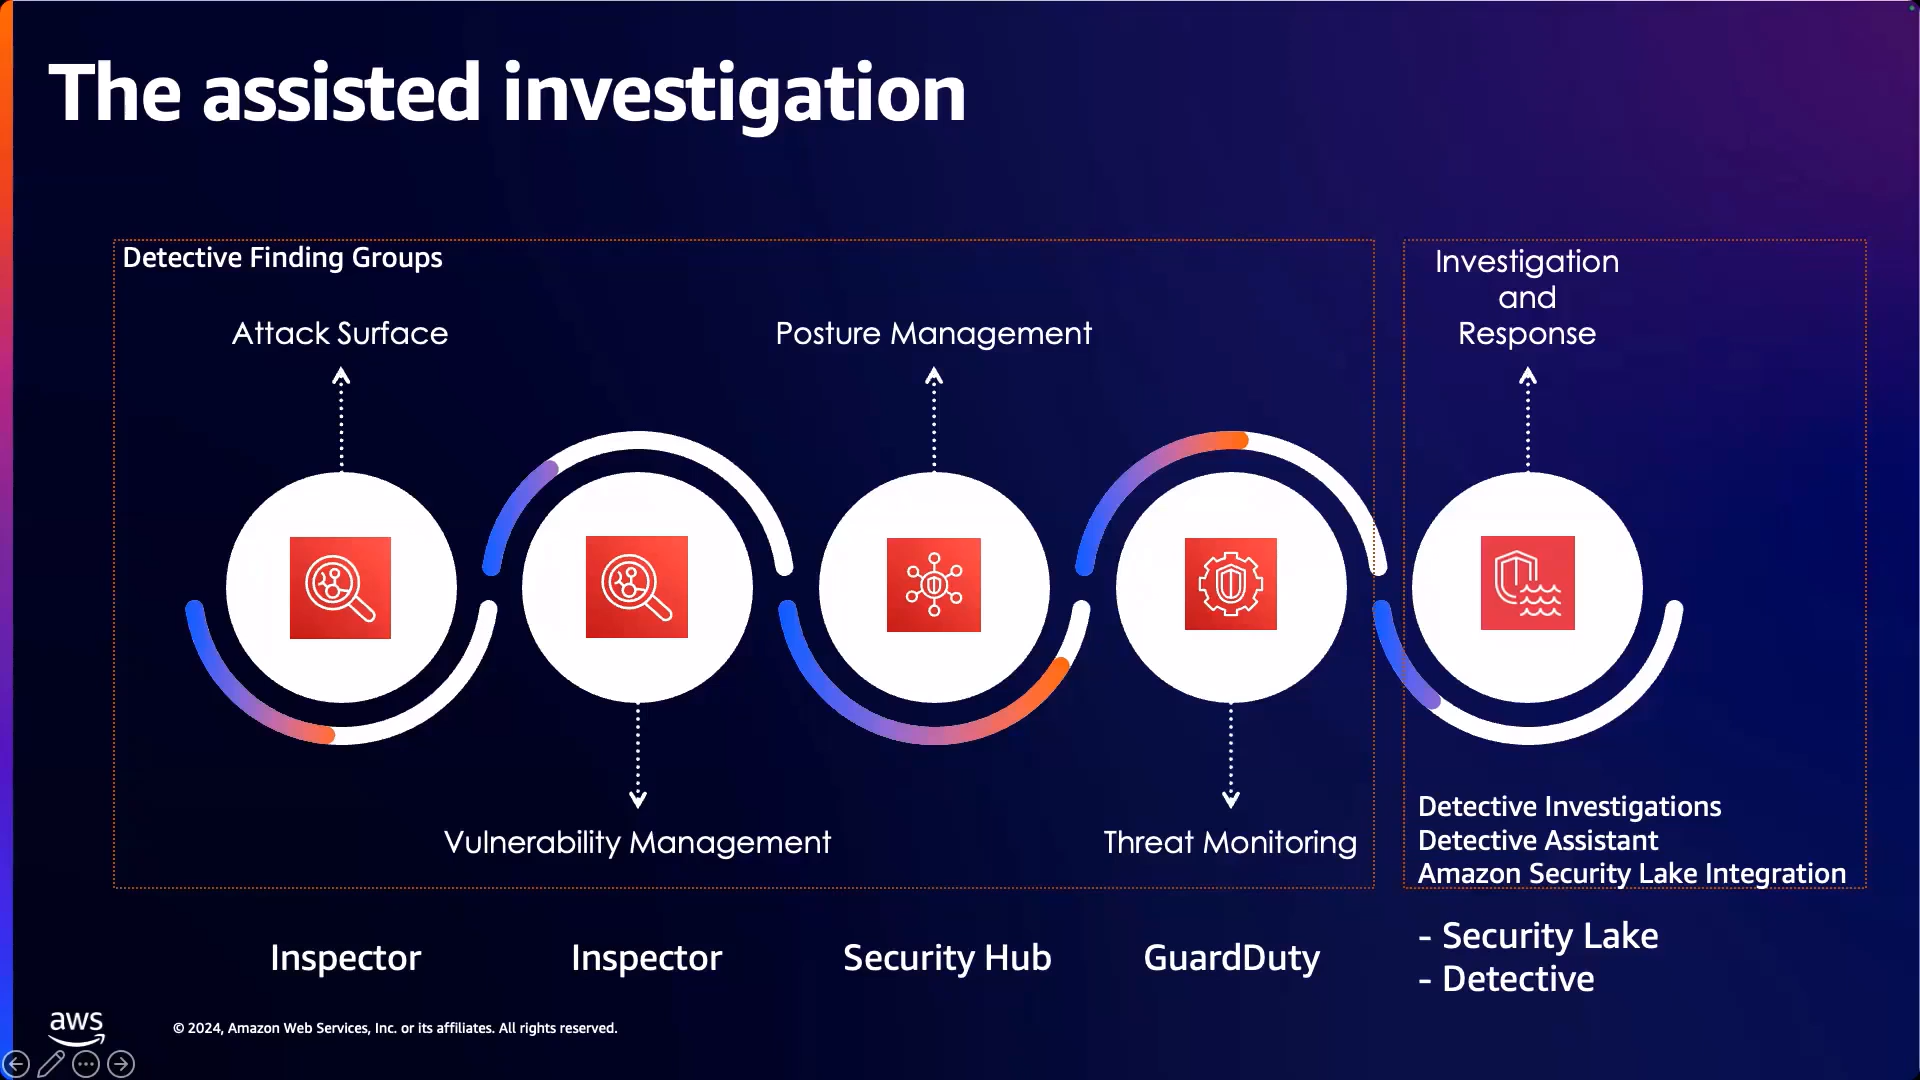 The assisted investigation
Detective Finding Groups
Attack Surface
Posture Management
Investigation
and
Response
Vulnerability Management
Threat Monitoring
Detective Investigations
Detective Assistant
Amazon Security Lake Integration
Inspector
Inspector
Security Hub
GuardDuty
- Security Lake
- Detective
aws
© 2024, Amazon Web Services, Inc. or its affiliates. All rights reserved.